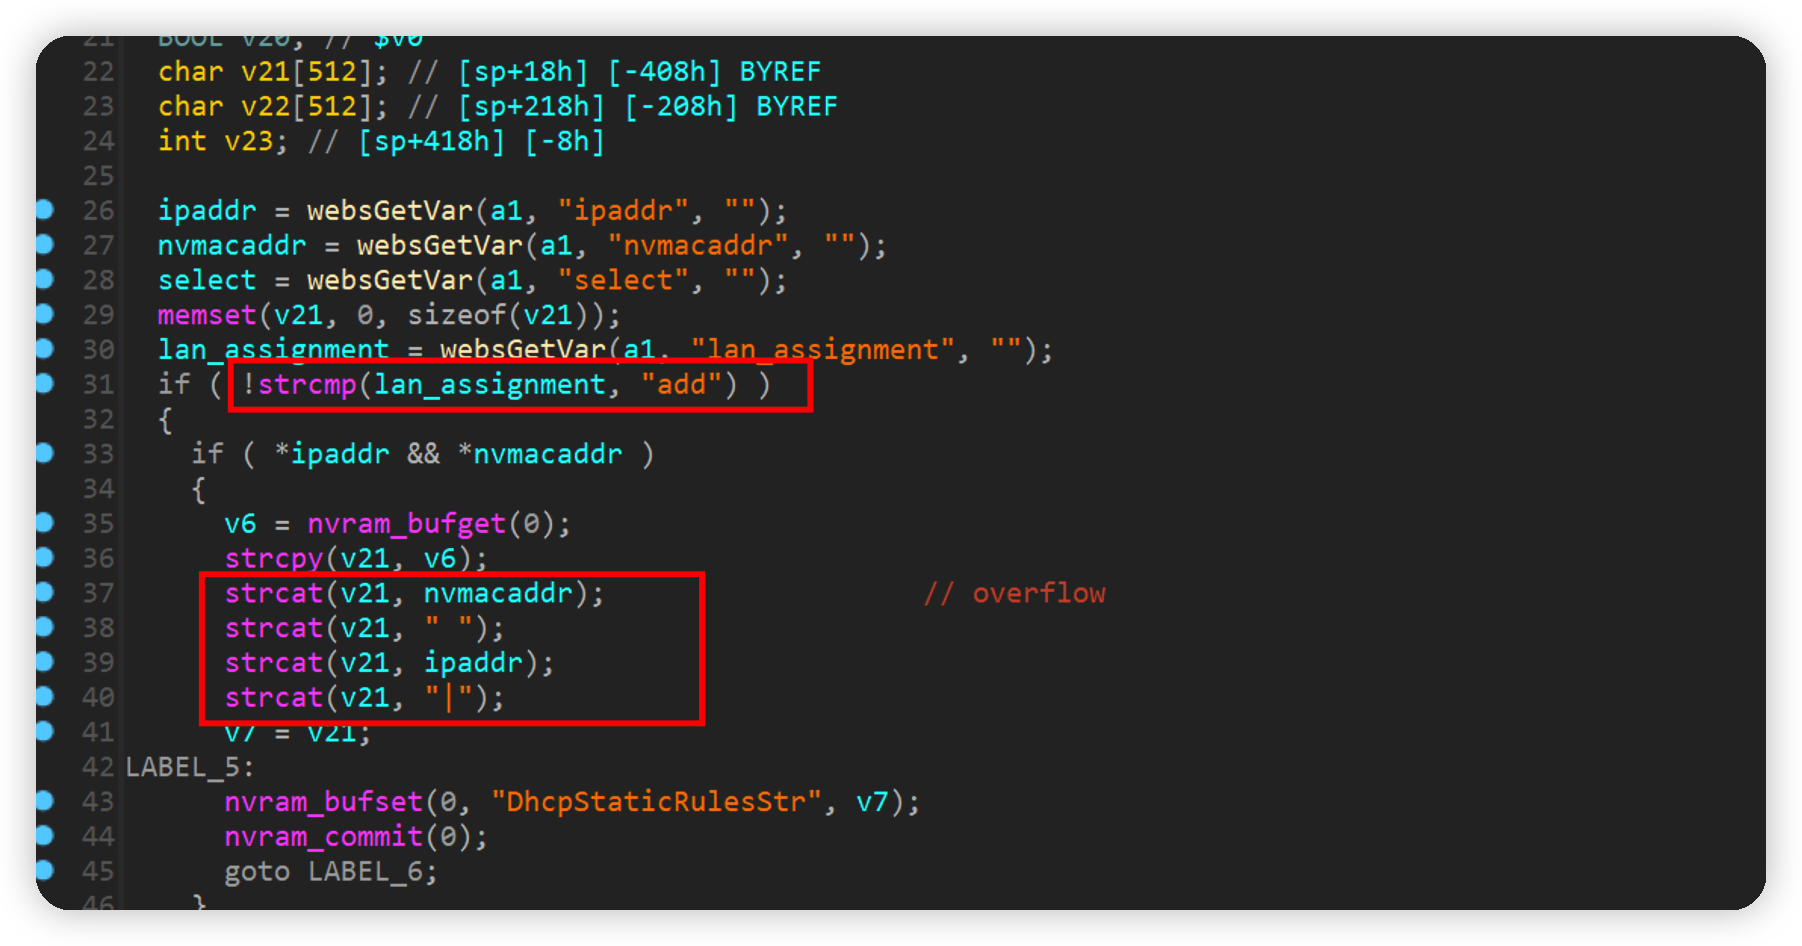 21 BOOL v20; // $v0
22 char v21[512]; // [sp+18h] [-408h] BYREF
23 char v22[512]; // [sp+218h] [-208h] BYREF
24 int v23; // [sp+418h] [-8h]
25
26 ipaddr = websGetVar(a1, "ipaddr", "");
27 nvmacaddr = websGetVar(a1, "nvmacaddr", "");
28 select = websGetVar(a1, "select", "");
29 memset(v21, 0, sizeof(v21));
30 lan_assignment = websGetVar(a1, "lan_assignment", "");
31 if ( !strcmp(lan_assignment, "add") )
32 {
33 if ( *ipaddr && *nvmacaddr )
34 {
35 v6 = nvram_bufget(0);
36 strcpy(v21, v6);
37 strcat(v21, nvmacaddr); // overflow
38 strcat(v21, " ");
39 strcat(v21, ipaddr);
40 strcat(v21, "|");
41 v7 = v21;
42 LABEL_5:
43 nvram_bufset(0, "DhcpStaticRulesStr", v7);
44 nvram_commit(0);
45 goto LABEL_6;
46 }